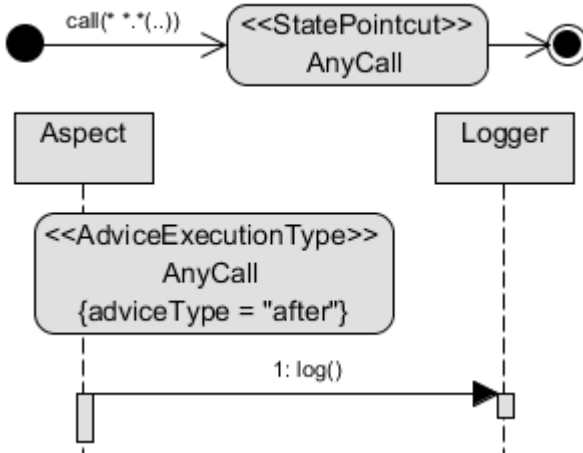 call(* *.*(..))
<<StatePointcut>>
AnyCall
Aspect
Logger
<<AdviceExecutionType>>
AnyCall
{adviceType = "after"}
1: log()